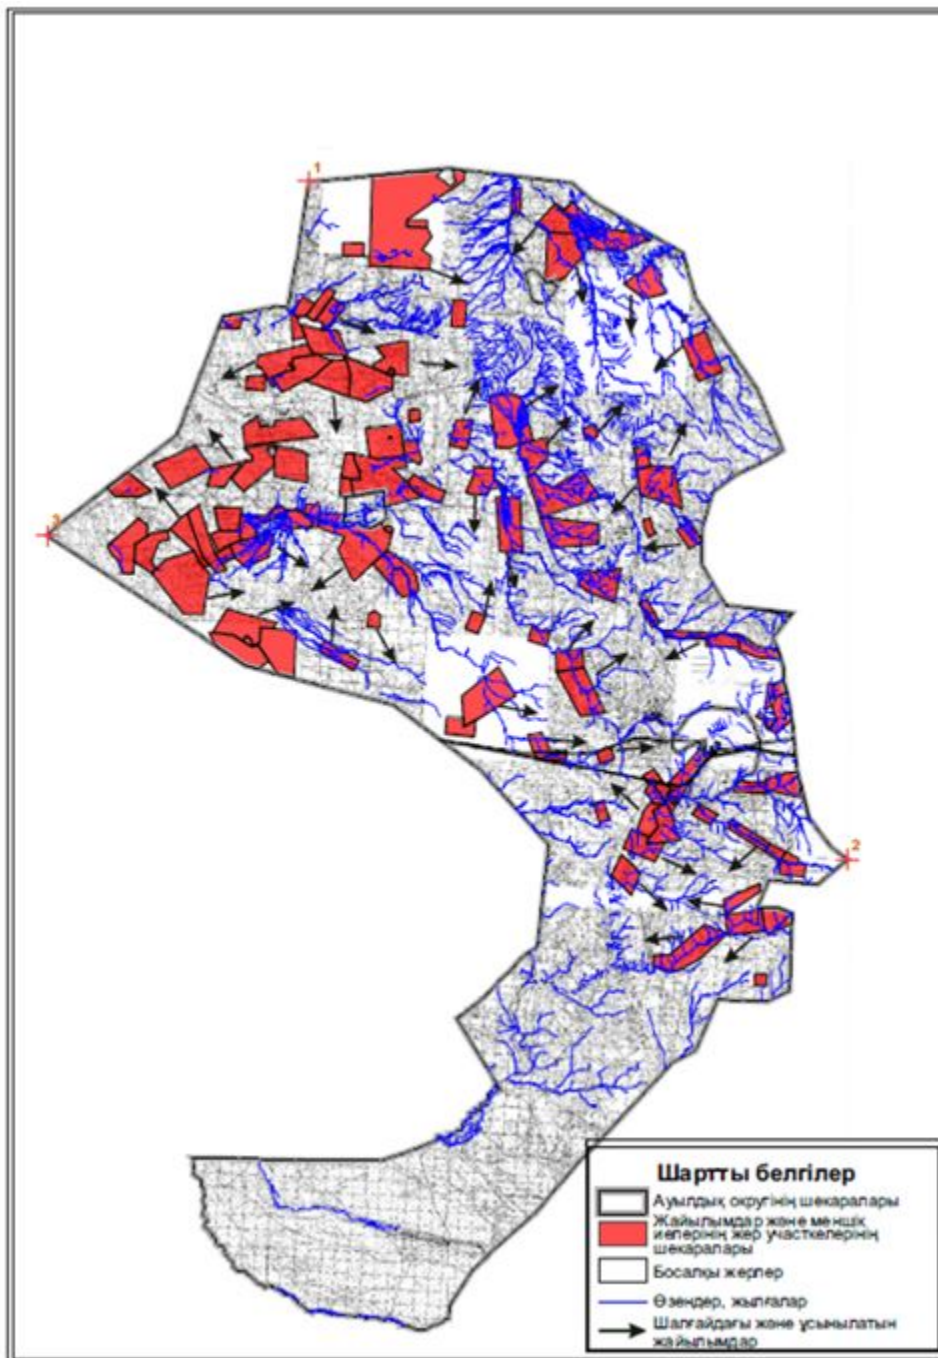 1
3
2
Шартты белгілер
Ауылдық округінің шекаралары
Жайылымдар және меншік
иелерінің жер участкелерінің
шекаралары
Босалқы жерлер
Өзендер, жылғалар
Шалғайдағы және ұсынылатын
жайылымдар